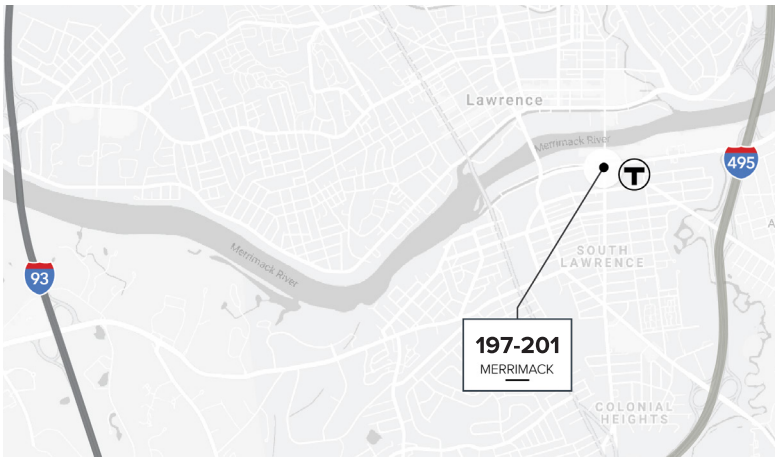 Lawrence
Merrimack River
T
495
SOUTH
LAWRENCE
Merrimack River
93
197-201
MERRIMACK
COLONIAL
HEIGHTS
A